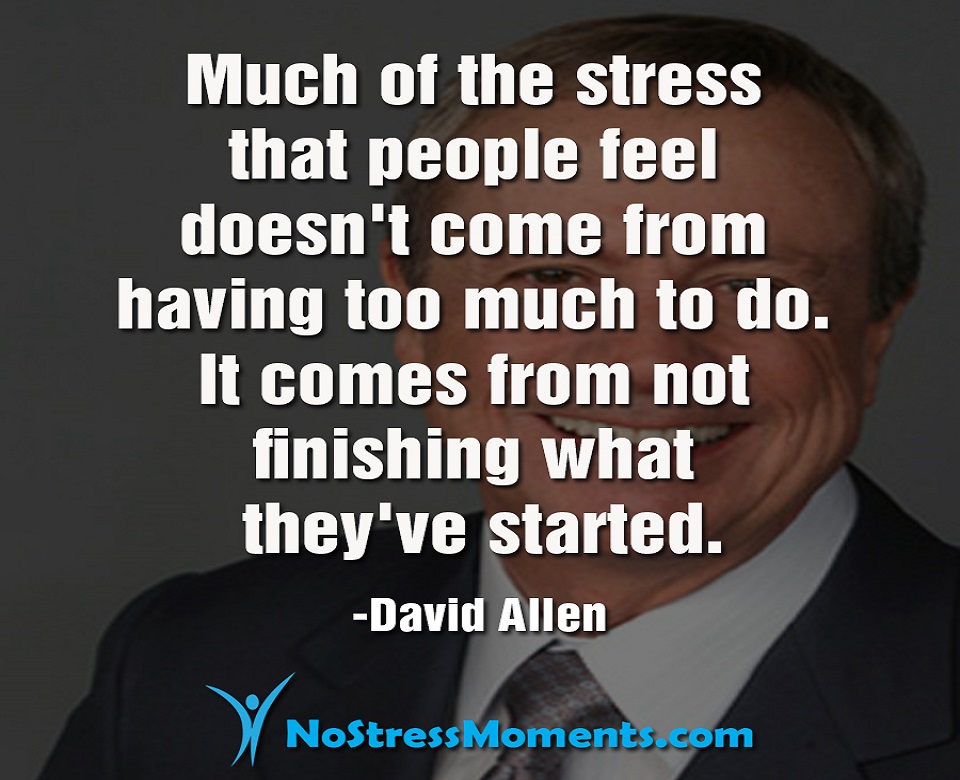 Much of the stress
that people feel
doesn't come from
having too much to do.
It comes from not
finishing what
they've started.
-David Allen
NoStressMoments.com